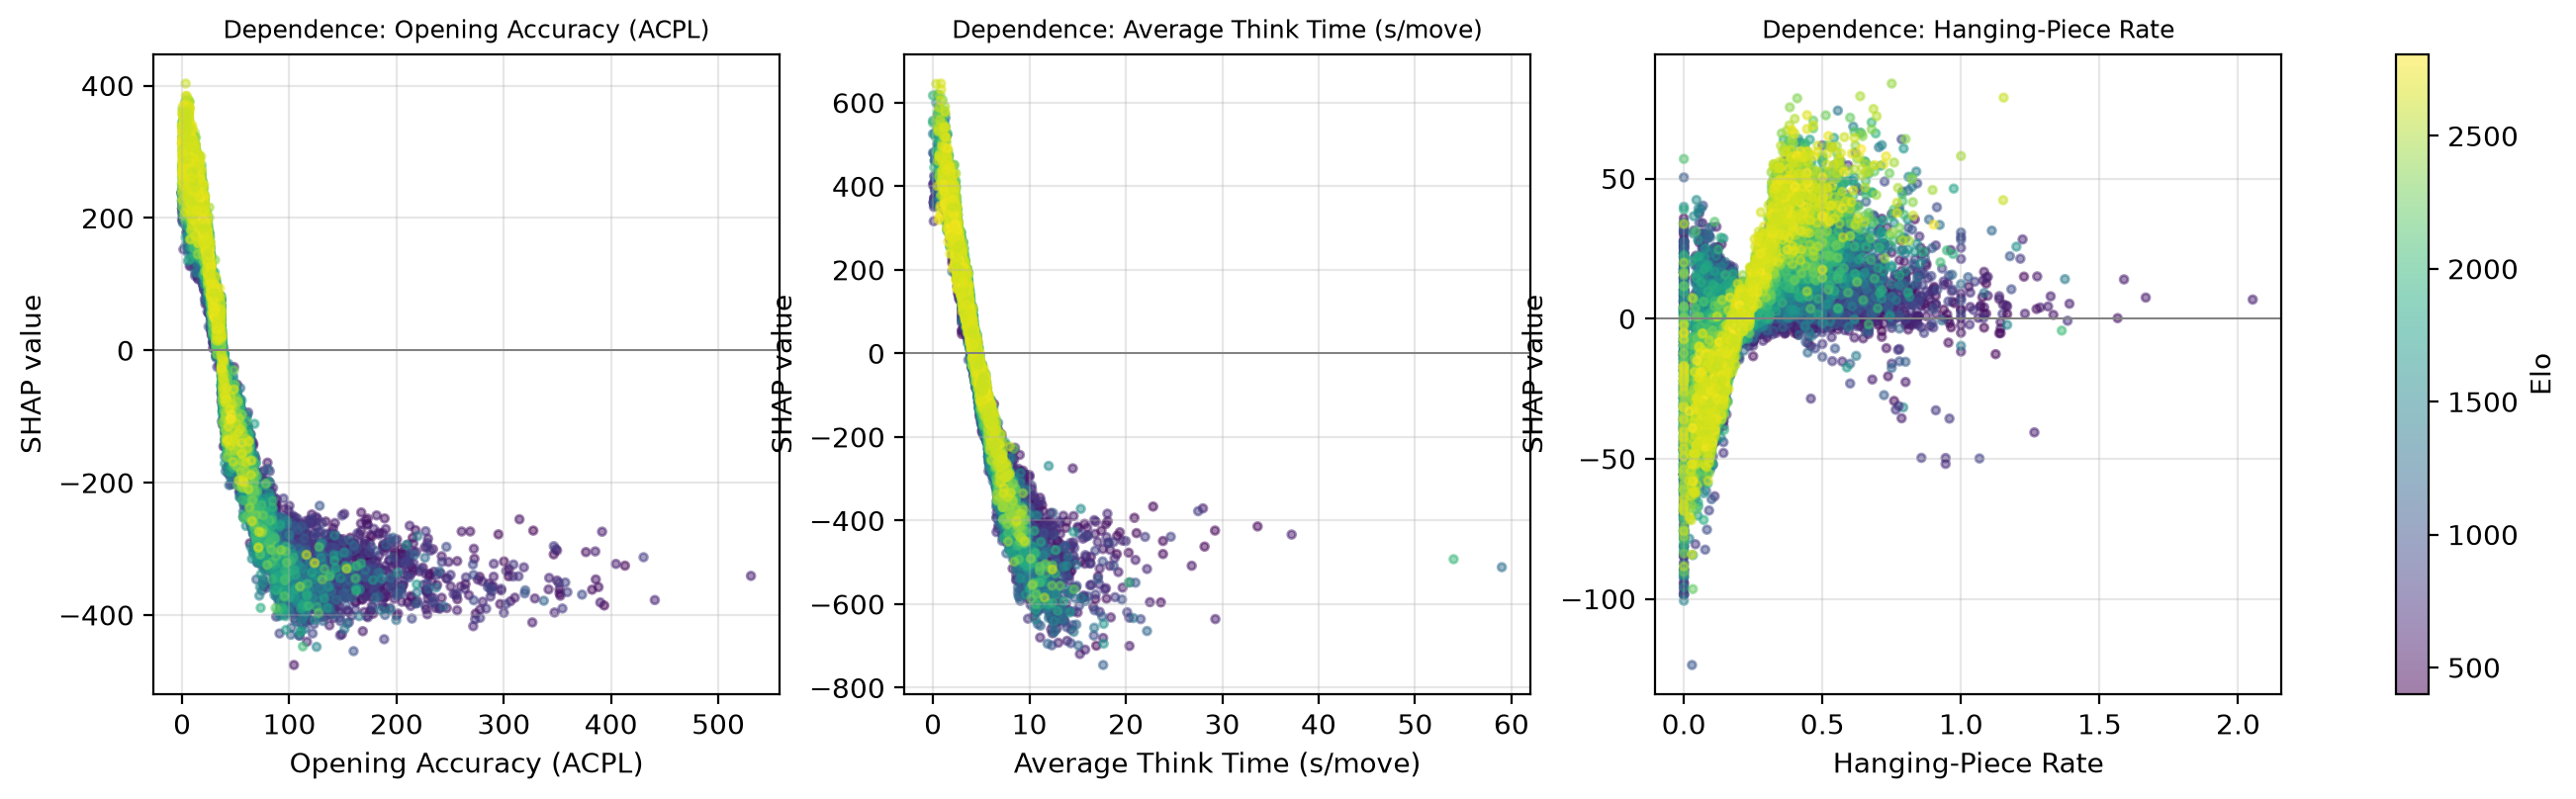 Dependence: Opening Accuracy (ACPL)
SHAP value
400
200
0
−200
−400
0 100 200 300 400 500
Opening Accuracy (ACPL)
Dependence: Average Think Time (s/move)
SHAP value
600
400
200
0
−200
−400
−600
−800
0 10 20 30 40 50 60
Average Think Time (s/move)
Dependence: Hanging-Piece Rate
SHAP value
50
0
−50
−100
0.0 0.5 1.0 1.5 2.0
Hanging-Piece Rate
2500
2000
1500
1000
500
Elo